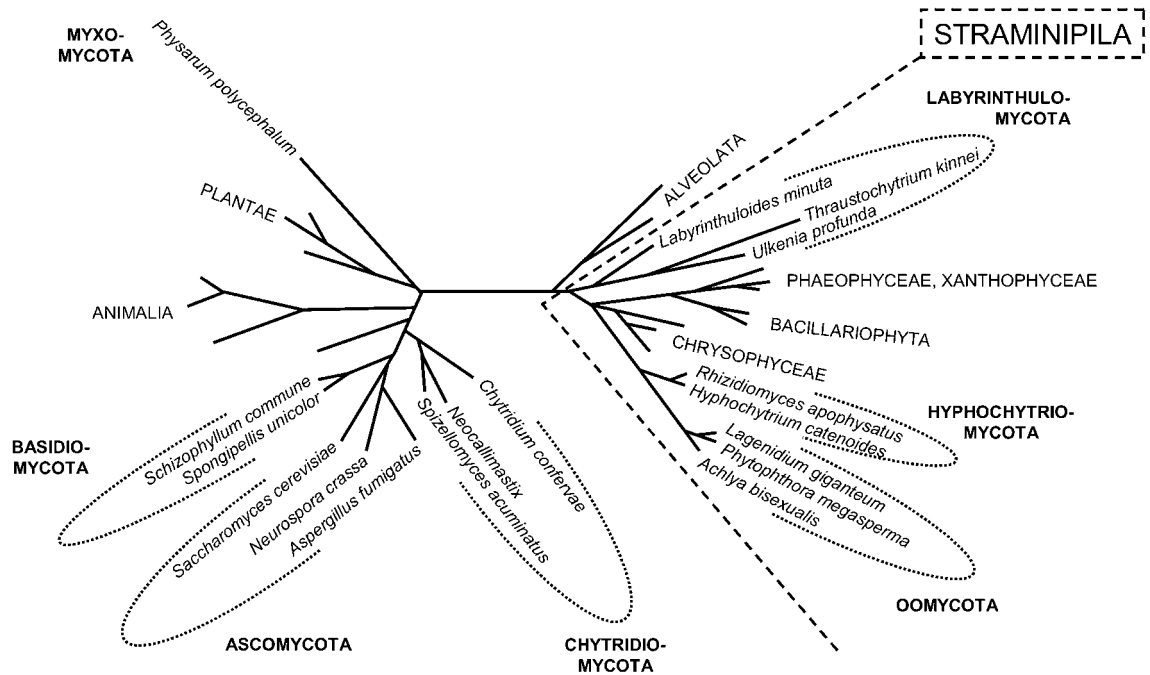 MYXO-
MYCOTA
Physarum polycephalum
STRAMINIPILA
LABYRINTHULO-
MYCOTA
ALVEOLATA
Labyrinthuloides minuta
Thraustochytrium kinnei
Ulkenia profunda
PLANTAE
PHAEOPHYCEAE, XANTHOPHYCEAE
ANIMALIA
BACILLARIOPHYTA
CHRYSOPHYCEAE
Rhizidiomyces apophysatus
Hyphochytrium catenoides
HYPHOCHYTRIO-
MYCOTA
Lagenidium giganteum
Phytophthora megasperma
Achlya bisexualis
OOMYCOTA
BASIDIO-
MYCOTA
Schizophyllum commune
Spongipellis unicolor
Saccharomyces cerevisiae
Neurospora crassa
Aspergillus fumigatus
ASCOMYCOTA
Spizellomyces acuminatus
Neocallimastix
Chytridium confervae
CHYTRIDIO-
MYCOTA